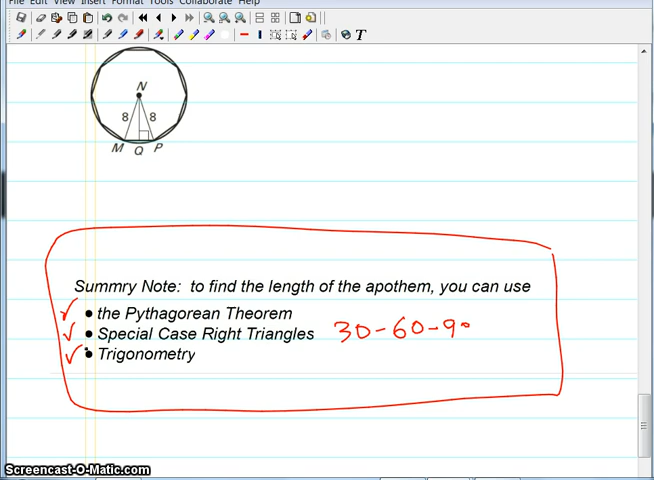 File Edit View Insert Format Tools Collaborate Help
T
N
8 8
M Q P
Summry Note: to find the length of the apothem, you can use
• the Pythagorean Theorem
• Special Case Right Triangles 30-60-90
• Trigonometry
Screencast-O-Matic.com